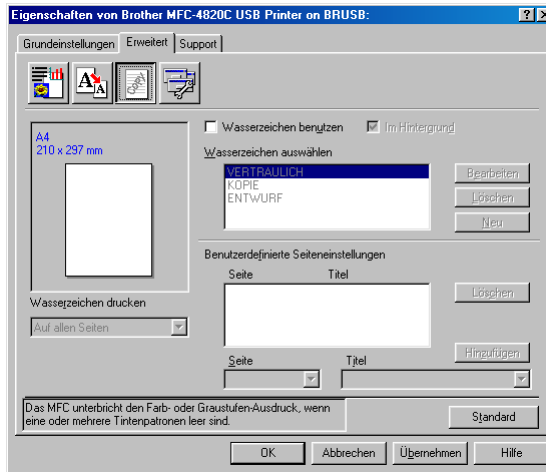 Eigenschaften von Brother MFC-4820C USB Printer on BRUSB:
Grundeinstellungen Erweitert Support
A4
210 x 297 mm
Wasserzeichen benutzen Im Hintergrund
Wasserzeichen auswählen
VERTRAULICH
KOPIE
ENTWURF
Bearbeiten
Löschen
Neu
Benutzerdefinierte Seiteneinstellungen
Seite Titel
Löschen
Wasserzeichen drucken
Auf allen Seiten
Hinzufügen
Seite Titel
Das MFC unterbricht den Farb- oder Graustufen-Ausdruck, wenn
eine oder mehrere Tintenpatronen leer sind.
Standard
OK Abbrechen Übernehmen Hilfe